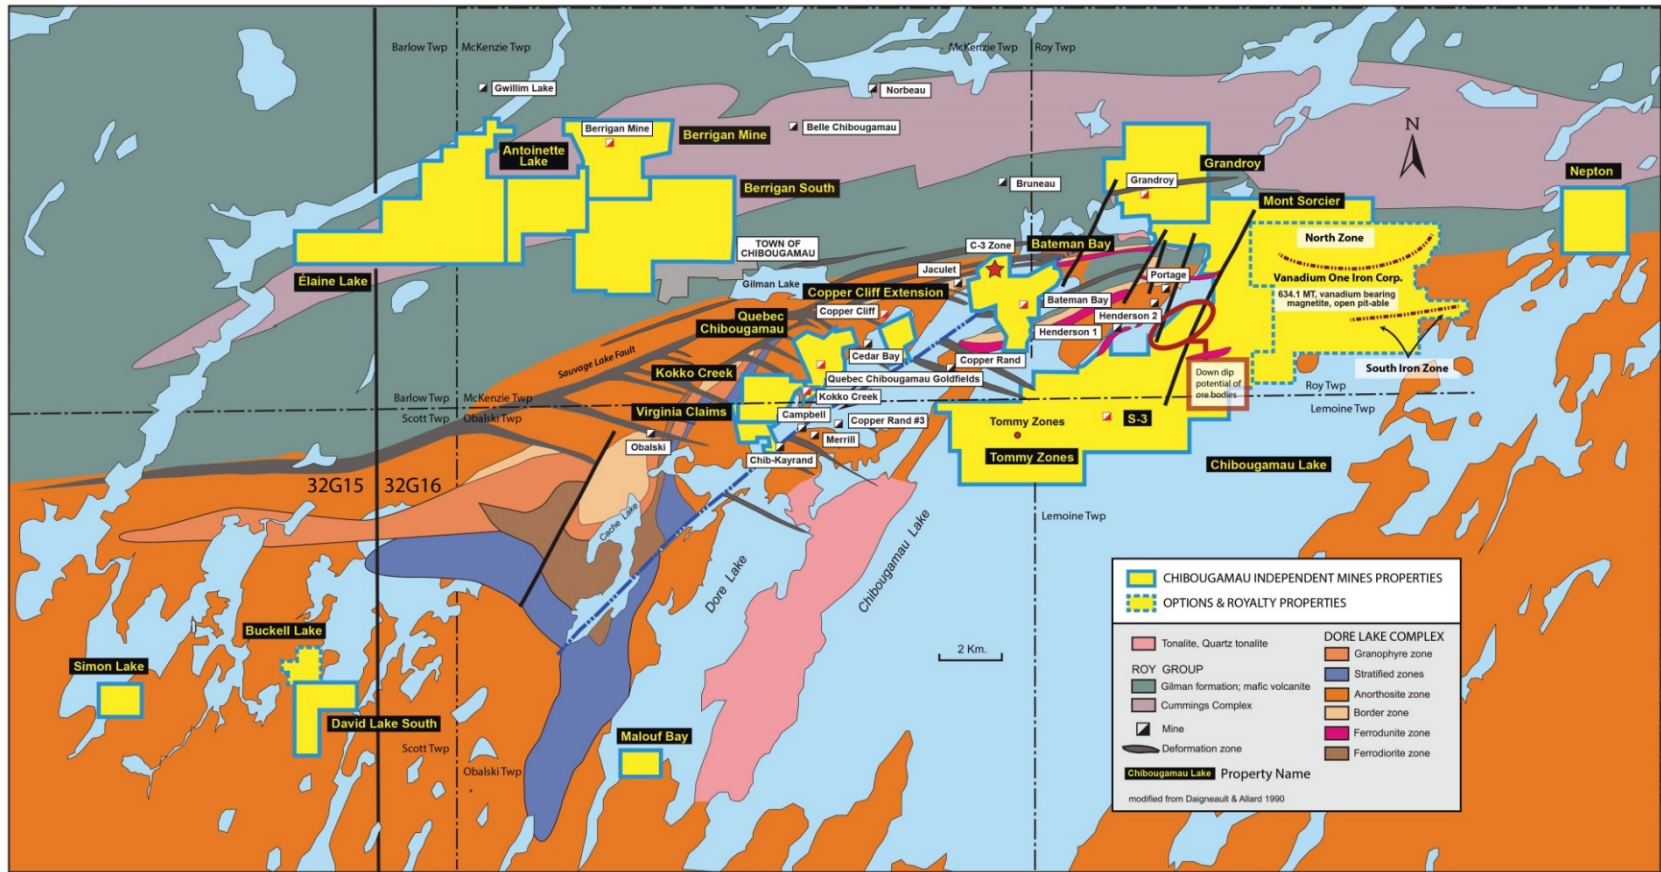 Barlow Twp
McKenzie Twp
McKenzie Twp
Roy Twp
Gwillim Lake
Norbeau
Berrigan Mine
Berrigan Mine
Belle Chibougamau
N
Antoinette
Lake
Grandroy
Nepton
Berrigan South
Bruneau
Grandroy
Mont Sorcier
TOWN OF
CHIBOUGAMAU
C-3 Zone
Bateman Bay
North Zone
Élaine Lake
Jaculet
Portage
Vanadium One Iron Corp.
Gilman Lake
Copper Cliff Extension
Bateman Bay
634.1 MT, vanadium bearing
magnetite, open pit-able
Quebec
Chibougamau
Copper Cliff
Henderson 2
Henderson 1
Sauvage Lake Fault
Cedar Bay
Copper Rand
South Iron Zone
Kokko Creek
Quebec Chibougamau Goldfields
Down dip
potential of
ore bodies
Roy Twp
Barlow Twp
McKenzie Twp
Kokko Creek
Lemoine Twp
Scott Twp
Obalski Twp
Virginia Claims
Campbell
Copper Rand #3
Tommy Zones
S-3
Obalski
Merrill
Chib-Kayrand
Tommy Zones
Chibougamau Lake
32G15
32G16
Cache Lake
Lemoine Twp
Dore Lake
Chibougamau Lake
Buckell Lake
Simon Lake
David Lake South
Scott Twp
Obalski Twp
Malouf Bay
2 Km.
CHIBOUGAMAU INDEPENDENT MINES PROPERTIES
OPTIONS & ROYALTY PROPERTIES
Tonalite, Quartz tonalite
ROY GROUP
Gilman formation; mafic volcanite
Cummings Complex
Mine
Deformation zone
Chibougamau Lake Property Name
modified from Daigneault & Allard 1990
DORE LAKE COMPLEX
Granophyre zone
Stratified zones
Anorthosite zone
Border zone
Ferrodunite zone
Ferrodiorite zone